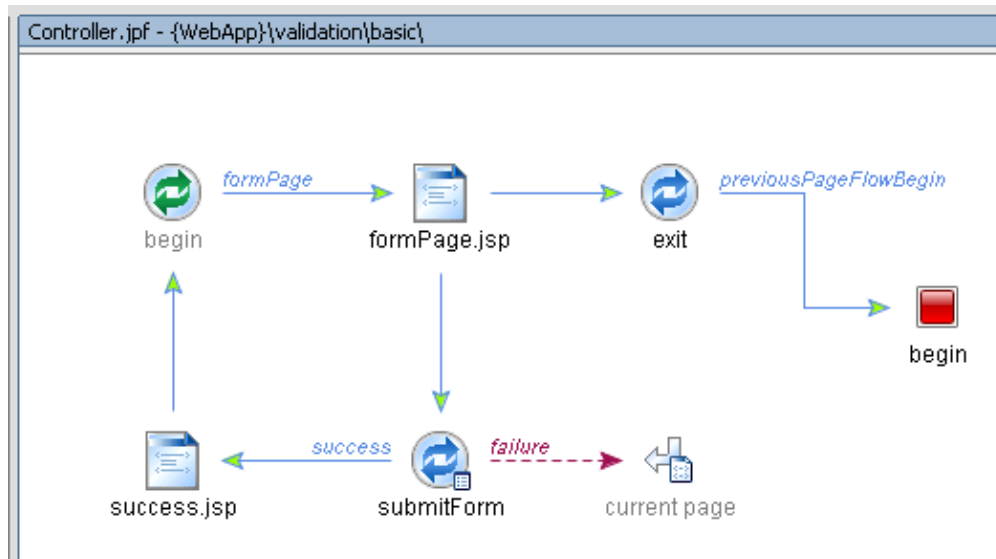 Controller.jpf - {WebApp}\validation\basic\
formPage
previousPageFlowBegin
begin
formPage.jsp
exit
begin
success
failure
success.jsp
submitForm
current page